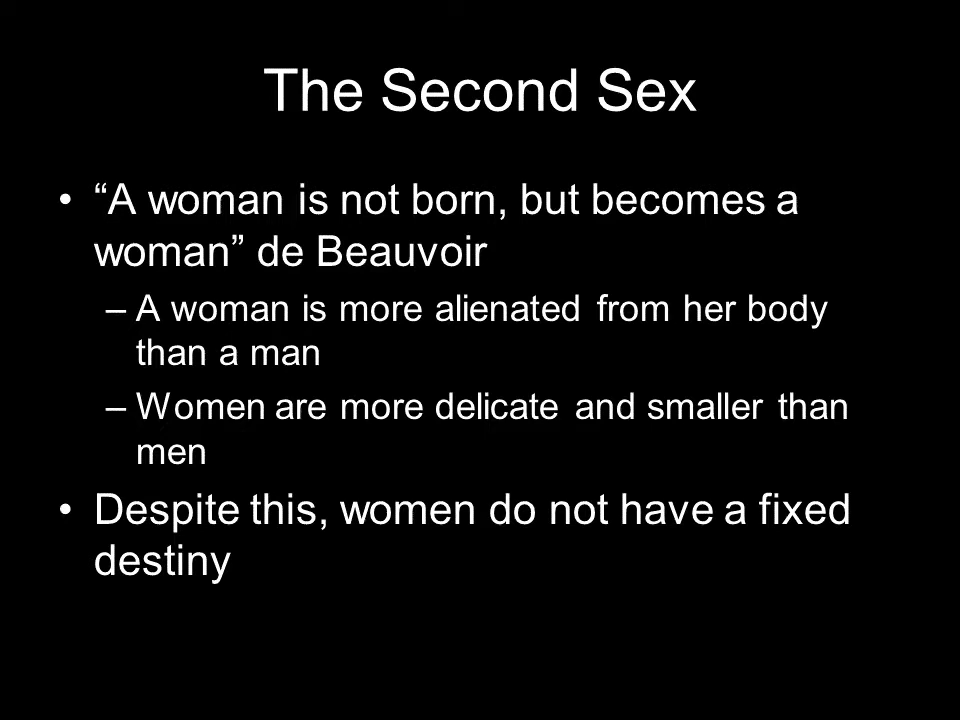 The Second Sex
• “A woman is not born, but becomes a
woman” de Beauvoir
– A woman is more alienated from her body
than a man
– Women are more delicate and smaller than
men
• Despite this, women do not have a fixed
destiny